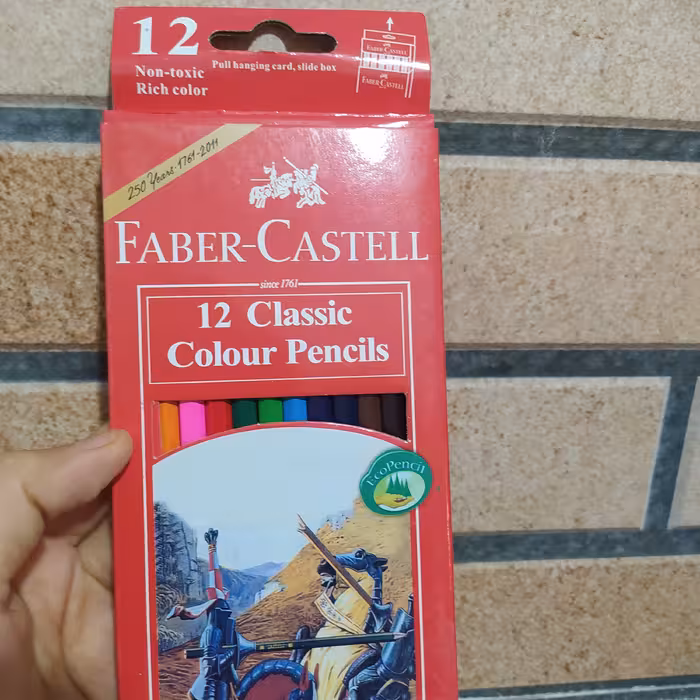 12
Non-toxic
Rich color
Pull hanging card, slide box
FABER-CASTELL
FABER-CASTELL
250 Years·1761-2011
FABER-CASTELL
since 1761
12 Classic
Colour Pencils
EcoPencil